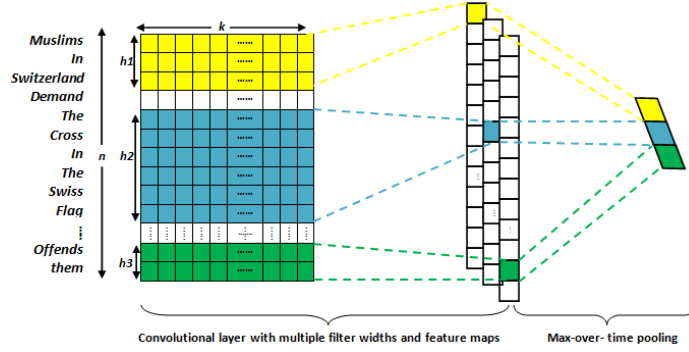 k
Muslims
In
Switzerland
Demand
The
Cross
In
The
Swiss
Flag
Offends
them
n
h1
h2
h3
Convolutional layer with multiple filter widths and feature maps
Max-over- time pooling